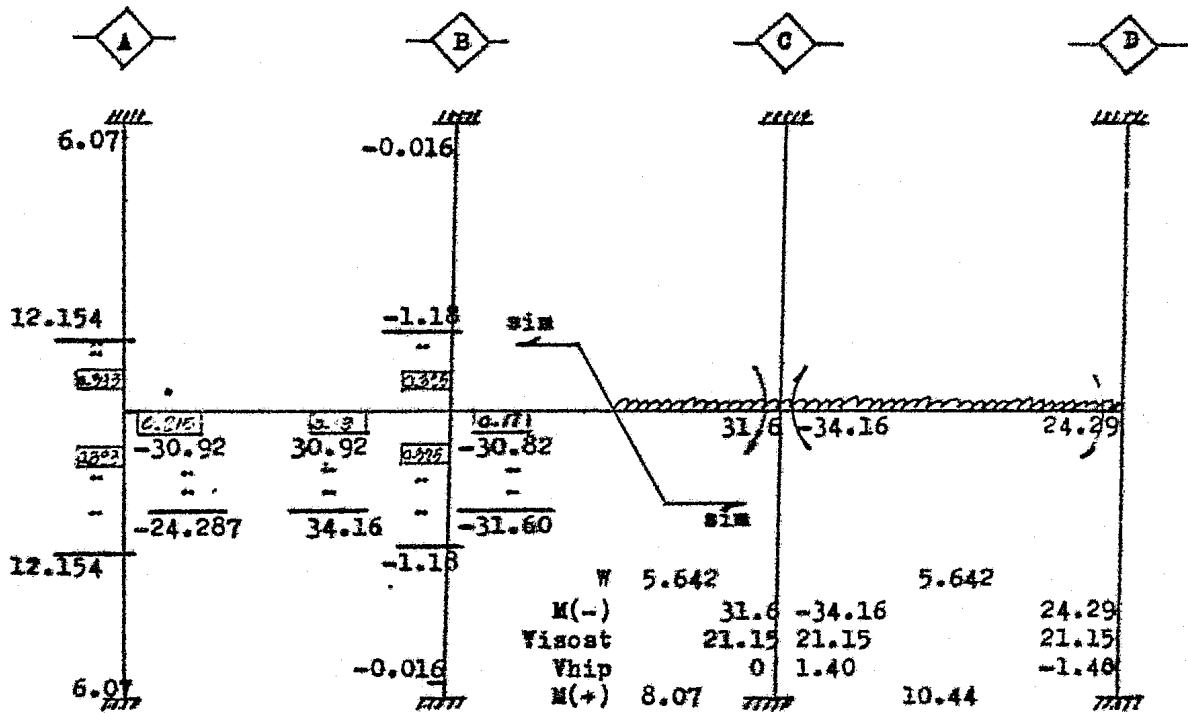 A B C D
6.07 -0.016
12.154 -1.18 sim
31.6 -34.16 24.29
-30.92 30.92 -30.82
-24.287 34.16 -31.60
sim
12.154 -1.18
W 5.642 5.642
M(-) 31.6 -34.16 24.29
Visost 21.15 21.15 21.15
Vhip 0 1.40 -1.40
-0.016
6.07 M(+) 8.07 10.44